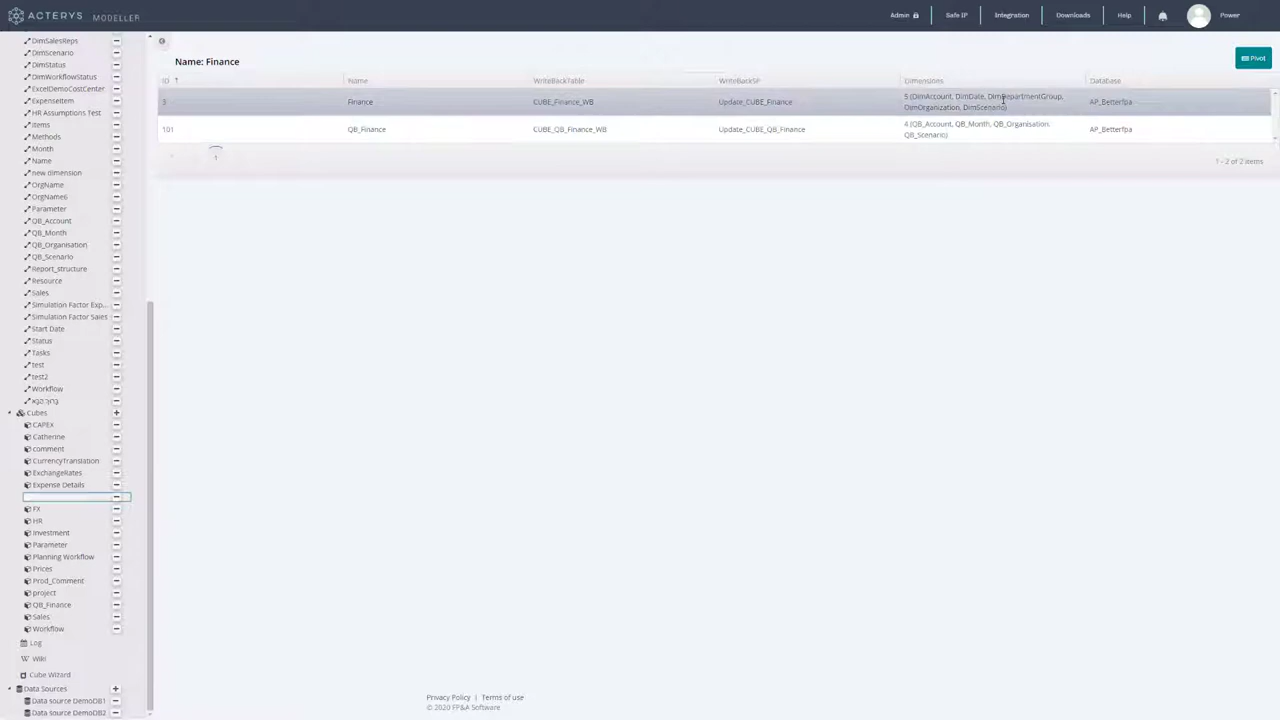 ACTERYS MODELLER
Admin
Safe IP
Integration
Downloads
Help
Power
DimSalesReps
DimScenario
DimStatus
DimWorkflowStatus
ExcelDemoCostCenter
ExpenseItem
HR Assumptions Test
Items
Methods
Month
Name
new dimension
OrgName
OrgName6
Parameter
QB_Account
QB_Month
QB_Organisation
QB_Scenario
Report_structure
Resource
Sales
Simulation Factor Exp...
Simulation Factor Sales
Start Date
Status
Tasks
test
test2
Workflow
Cubes
CAPEX
Catherine
comment
CurrencyTranslation
ExchangeRates
Expense Details
FX
HR
Investment
Parameter
Planning Workflow
Prices
Prod_Comment
project
QB_Finance
Sales
Workflow
Log
Wiki
Cube Wizard
Data Sources
Data source DemoDB1
Data source DemoDB2
Name: Finance
Pivot
ID Name WriteBackTable WriteBackSP Dimensions Database
3 Finance CUBE_Finance_WB Update_CUBE_Finance 5 (DimAccount, DimDate, DimDepartmentGroup, AP_Betterfpa
DimOrganization, DimScenario)
101 QB_Finance CUBE_QB_Finance_WB Update_CUBE_QB_Finance 4 (QB_Account, QB_Month, QB_Organisation, AP_Betterfpa
QB_Scenario)
1
1 - 2 of 2 items
Privacy Policy | Terms of use
© 2020 FP&A Software